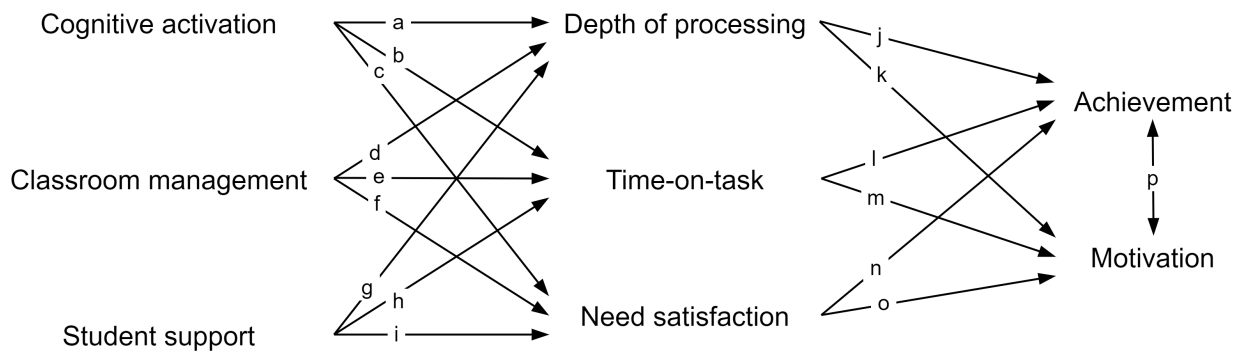 Cognitive activation
a
Depth of processing
j
b
c
k
Achievement
d
l
Classroom management
e
Time-on-task
p
f
m
Motivation
g
n
h
o
Student support
i
Need satisfaction